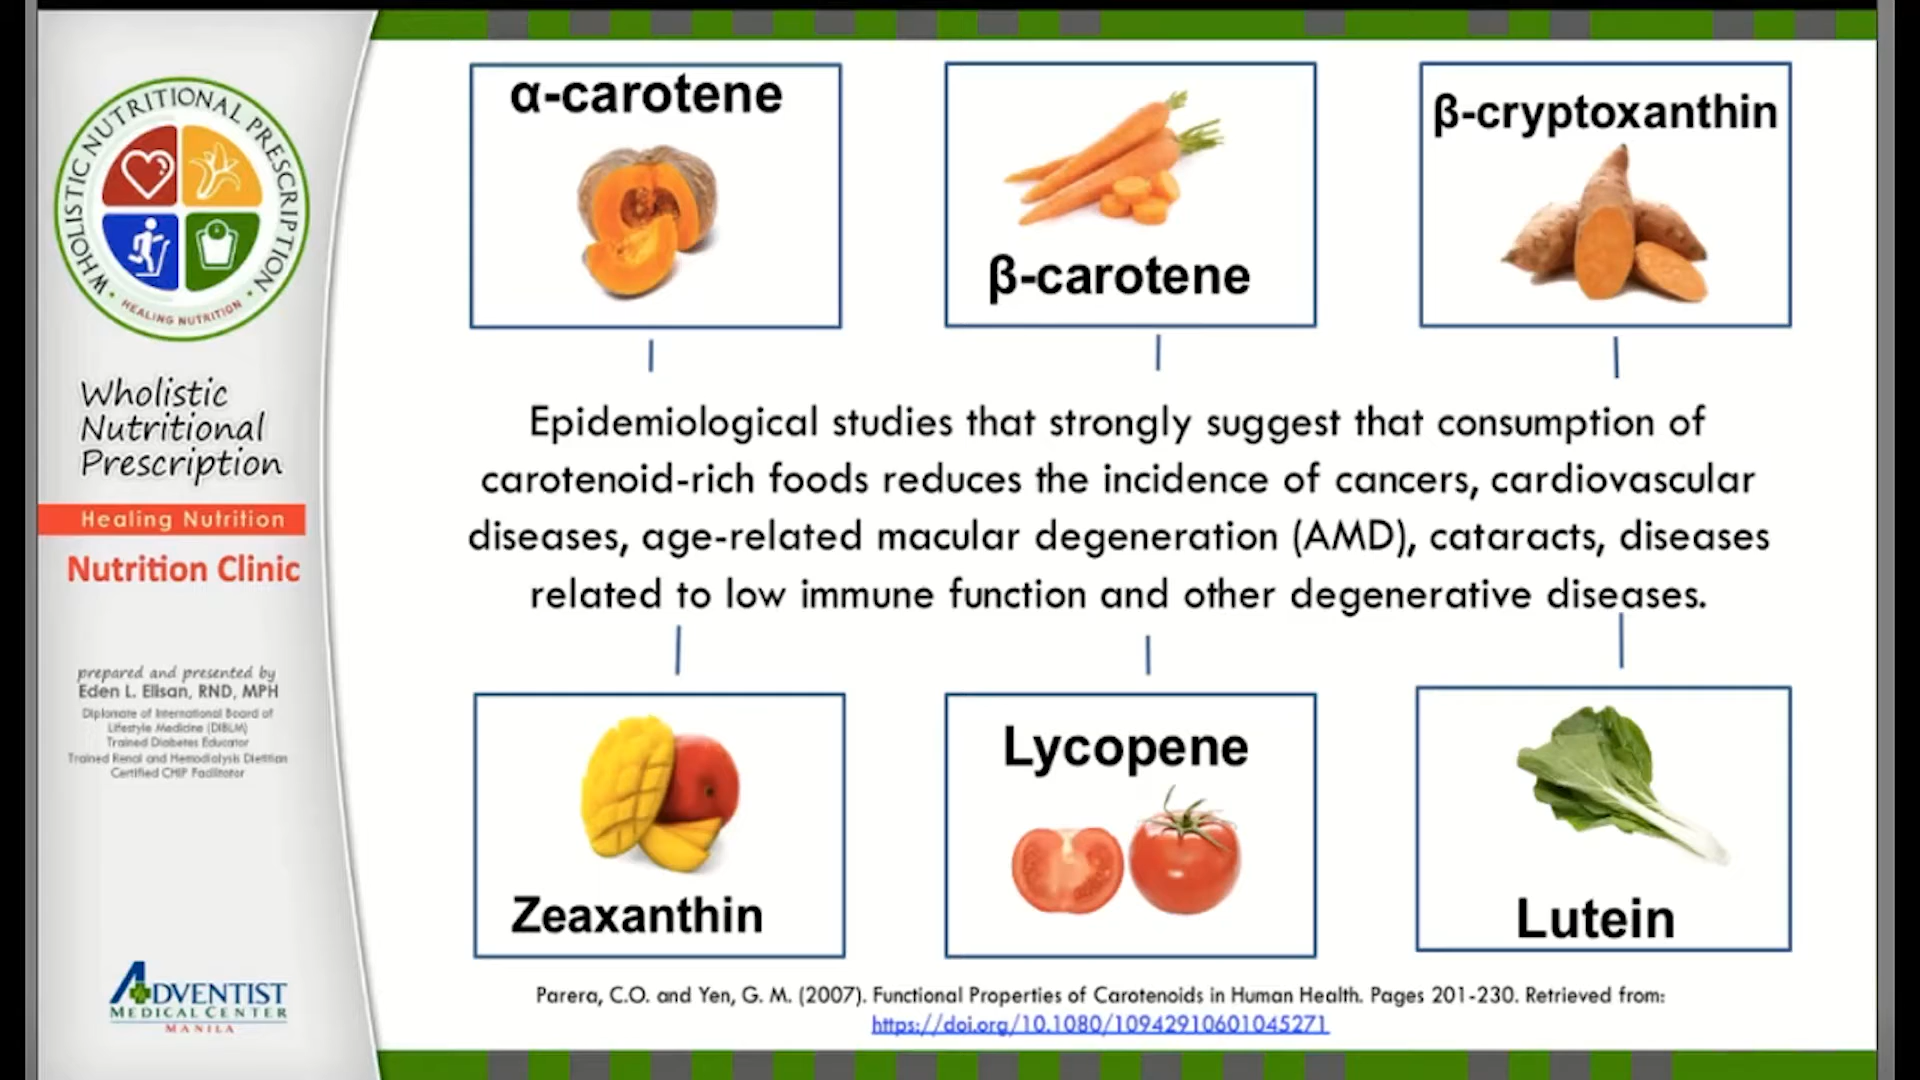 WHOLISTIC NUTRITIONAL PRESCRIPTION
• HEALING NUTRITION •
Wholistic
Nutritional
Prescription
Healing Nutrition
Nutrition Clinic
prepared and presented by
Eden L. Elisan, RND, MPH
Diplomate of International Board of
Lifestyle Medicine (DIBLM)
Trained Diabetes Educator
Trained Renal and Hemodialysis Dietitian
Certified CHIP Facilitator
ADVENTIST
MEDICAL CENTER
MANILA
α-carotene
β-carotene
β-cryptoxanthin
Epidemiological studies that strongly suggest that consumption of
carotenoid-rich foods reduces the incidence of cancers, cardiovascular
diseases, age-related macular degeneration (AMD), cataracts, diseases
related to low immune function and other degenerative diseases.
Zeaxanthin
Lycopene
Lutein
Parera, C.O. and Yen, G. M. (2007). Functional Properties of Carotenoids in Human Health. Pages 201-230. Retrieved from:
https://doi.org/10.1080/10942910601045271